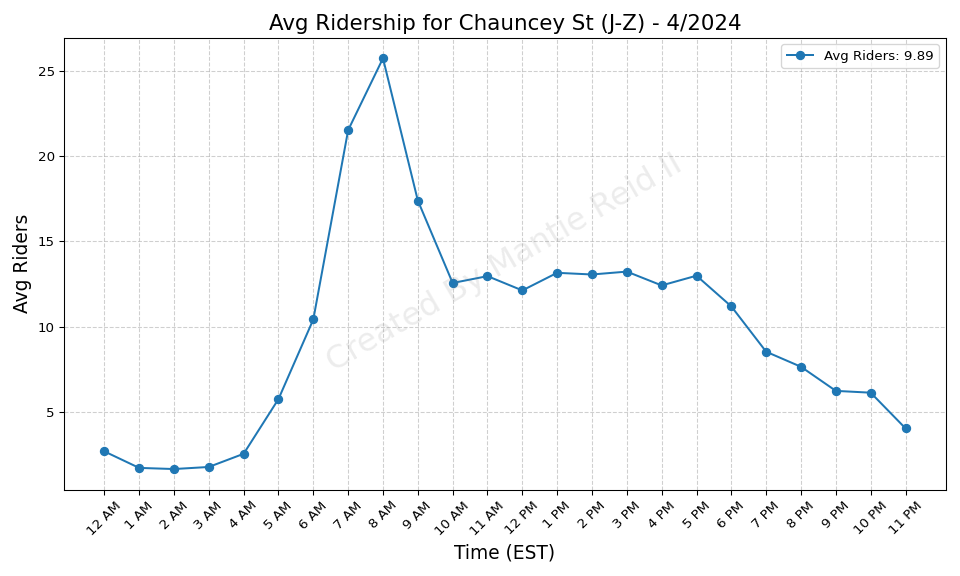 Avg Ridership for Chauncey St (J-Z) - 4/2024
Avg Riders: 9.89
25
20
15
10
5
Avg Riders
Created By Mantie Reid II
12 AM
1 AM
2 AM
3 AM
4 AM
5 AM
6 AM
7 AM
8 AM
9 AM
10 AM
11 AM
12 PM
1 PM
2 PM
3 PM
4 PM
5 PM
6 PM
7 PM
8 PM
9 PM
10 PM
11 PM
Time (EST)